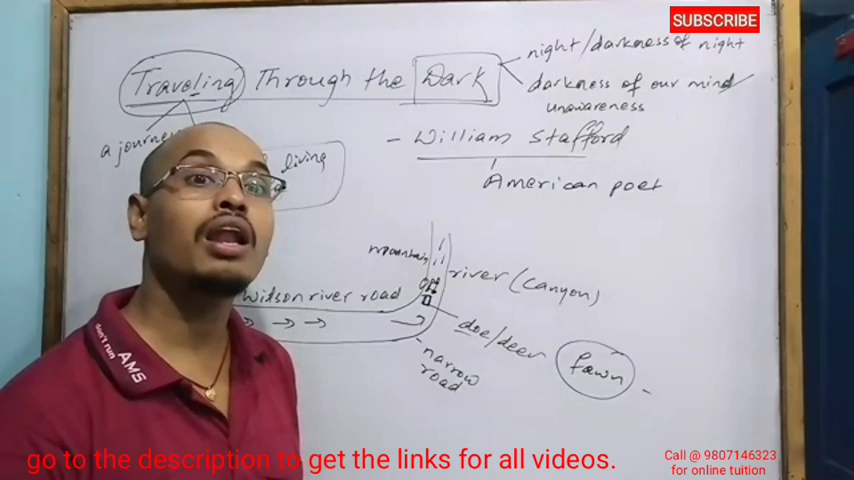 SUBSCRIBE
Traveling Through the Dark
night/darkness of night
darkness of our mind
unawareness
a journey
living
- William Stafford
American poet
mountain
river (canyon)
Wilson river road
doe/deer
fawn
narrow
road
don't run
AMS
go to the description to get the links for all videos.
Call @ 9807146323
for online tuition